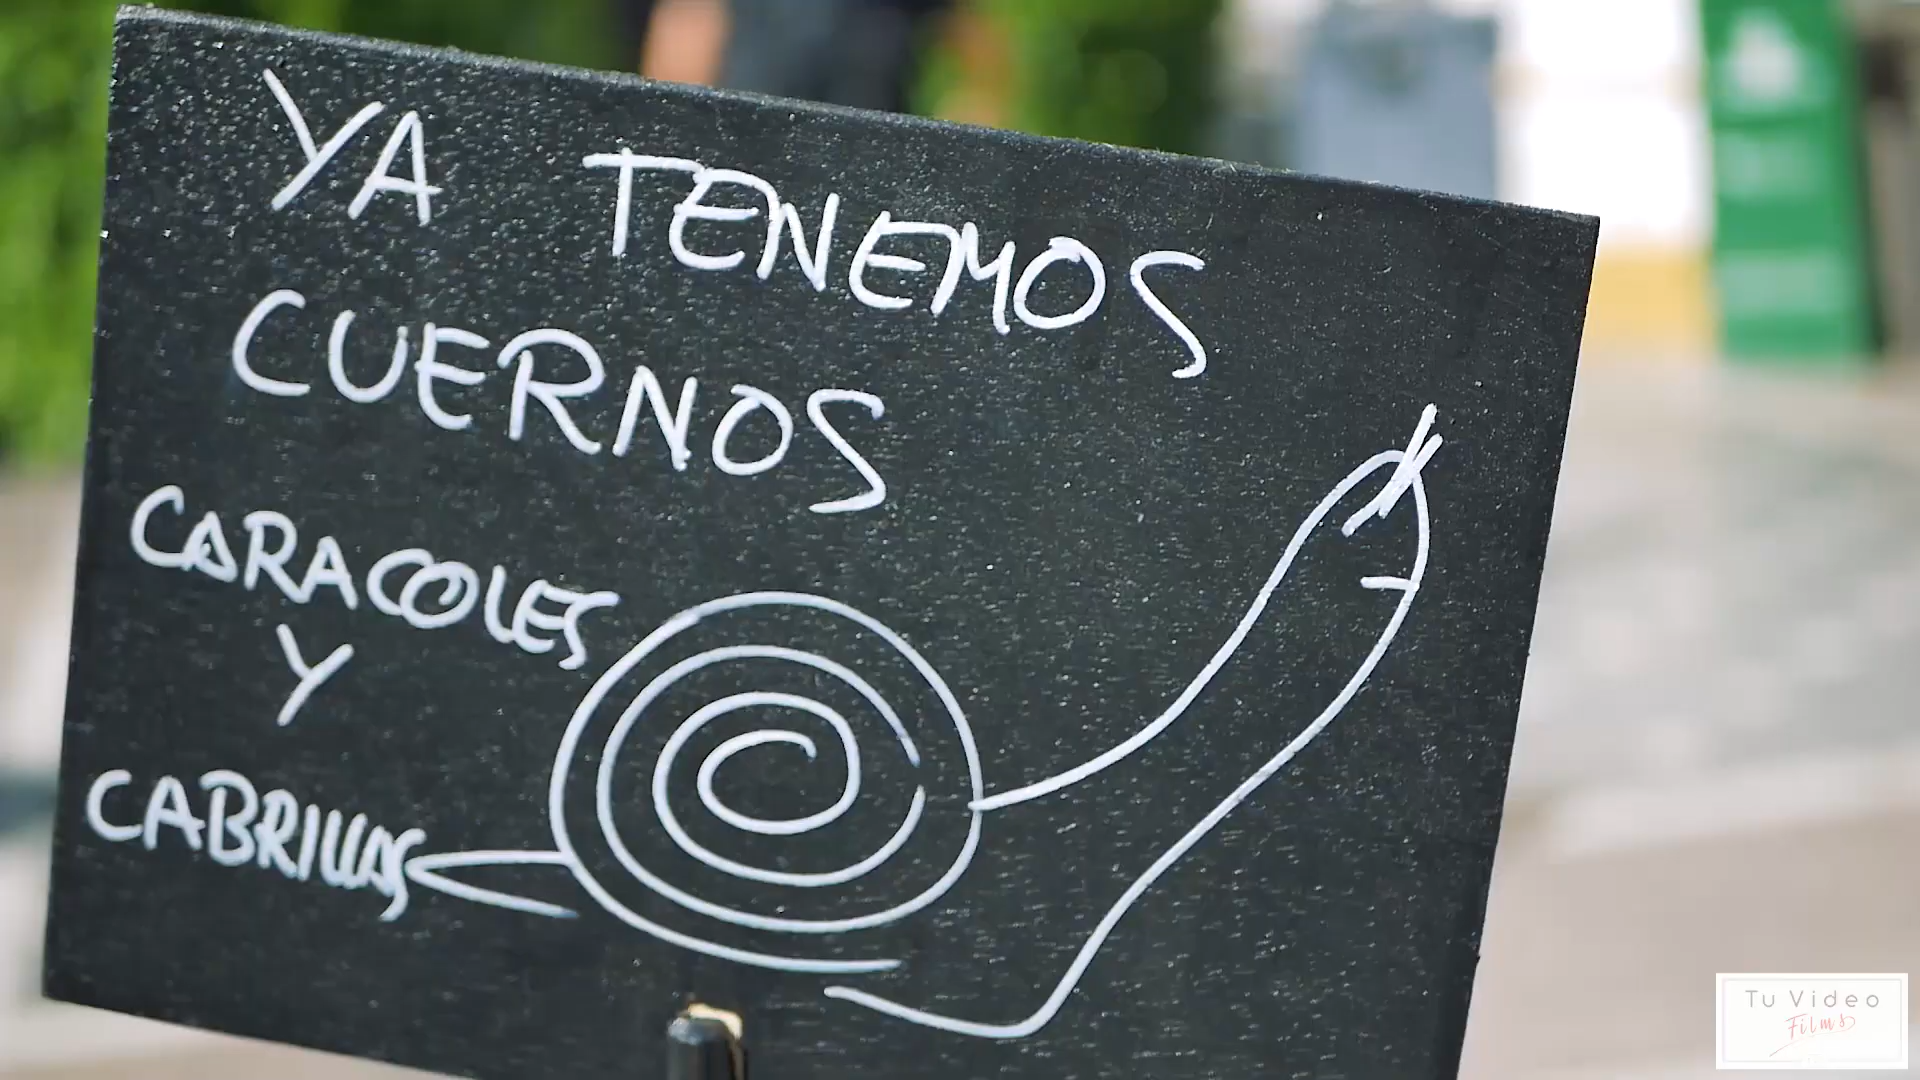 YA TENEMOS
CUERNOS
CARACOLES
Y
CABRILLAS
Tu Video
Films